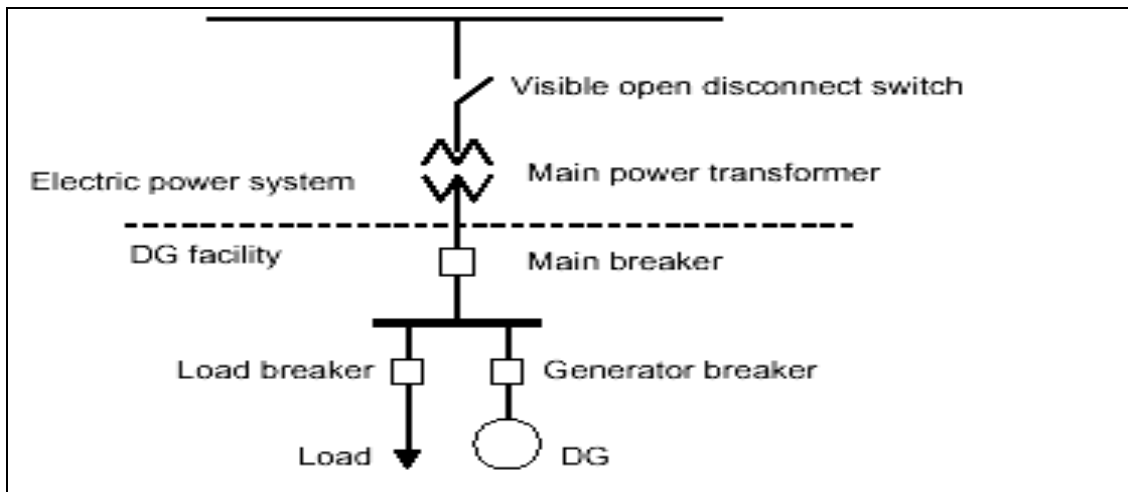 Visible open disconnect switch
Main power transformer
Electric power system
DG facility
Main breaker
Load breaker
Generator breaker
Load
DG